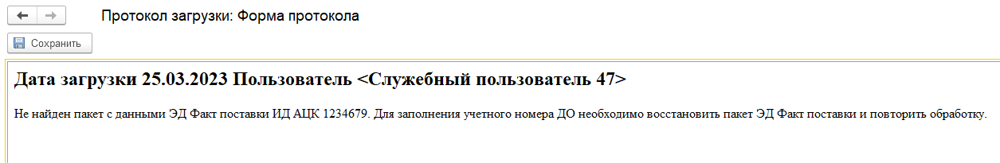 Протокол загрузки: Форма протокола
Сохранить
Дата загрузки 25.03.2023 Пользователь <Служебный пользователь 47>
Не найден пакет с данными ЭД Факт поставки ИД АЦК 1234679. Для заполнения учетного номера ДО необходимо восстановить пакет ЭД Факт поставки и повторить обработку.